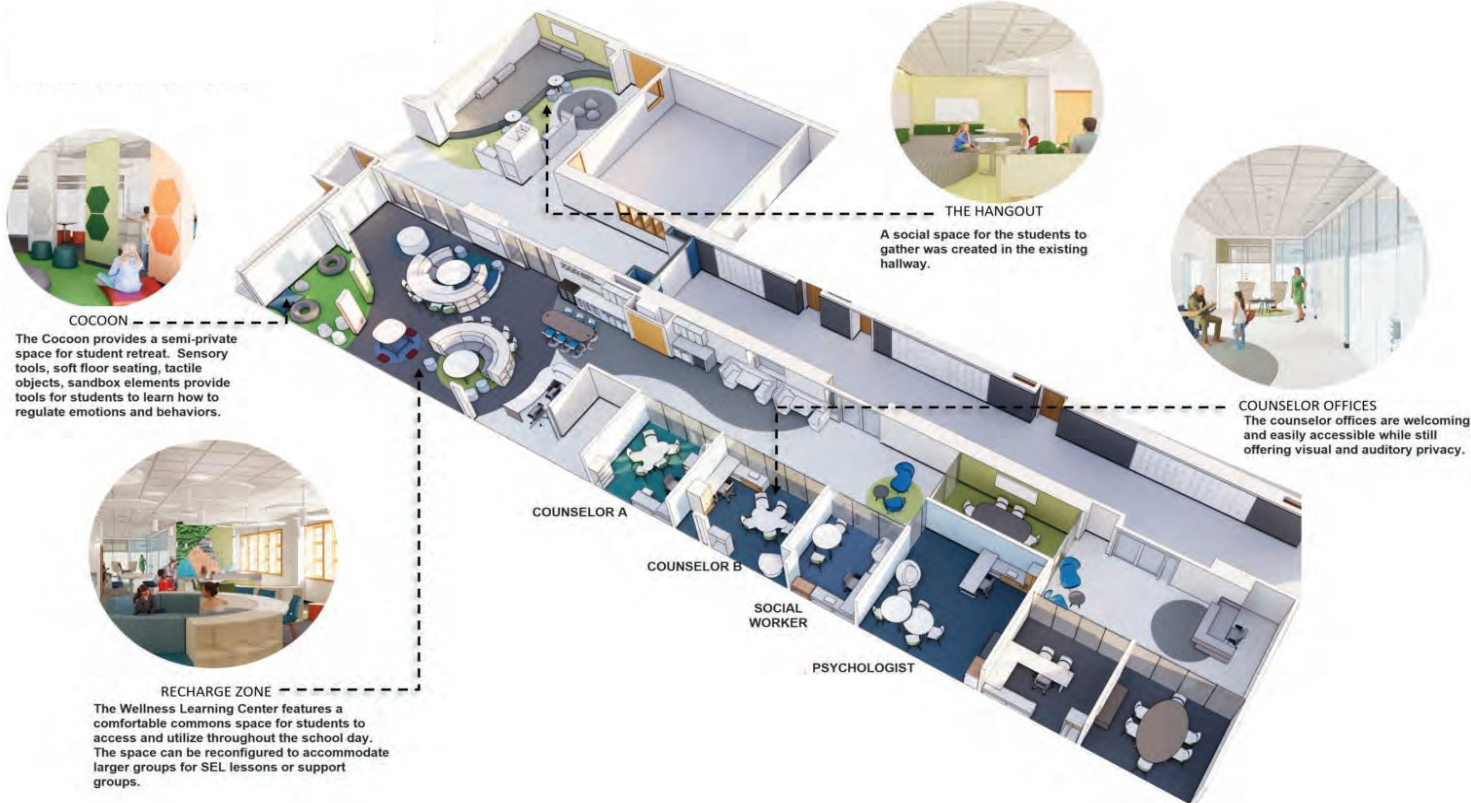 THE HANGOUT
A social space for the students to
gather was created in the existing
hallway.
COCOON
The Cocoon provides a semi-private
space for student retreat.  Sensory
tools, soft floor seating, tactile
objects, sandbox elements provide
tools for students to learn how to
regulate emotions and behaviors.
COUNSELOR OFFICES
The counselor offices are welcoming
and easily accessible while still
offering visual and auditory privacy.
COUNSELOR A
COUNSELOR B
SOCIAL
WORKER
PSYCHOLOGIST
RECHARGE ZONE
The Wellness Learning Center features a
comfortable commons space for students to
access and utilize throughout the school day.
The space can be reconfigured to accommodate
larger groups for SEL lessons or support
groups.